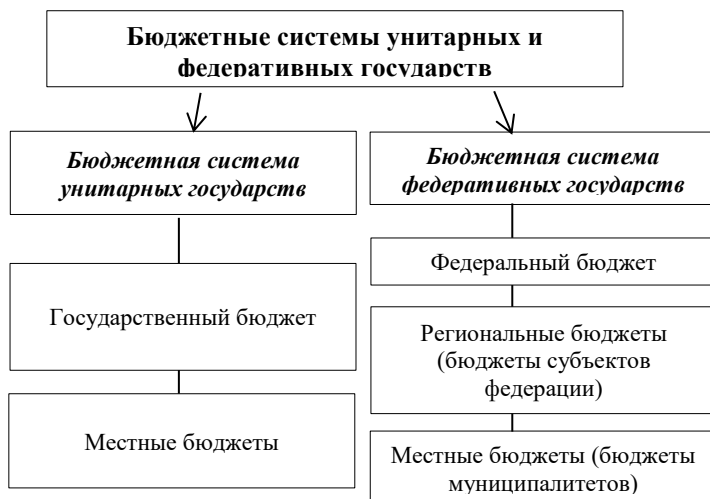 Бюджетные системы унитарных и
федеративных государств
Бюджетная система
унитарных государств
Государственный бюджет
Местные бюджеты
Бюджетная система
федеративных государств
Федеральный бюджет
Региональные бюджеты
(бюджеты субъектов
федерации)
Местные бюджеты (бюджеты
муниципалитетов)